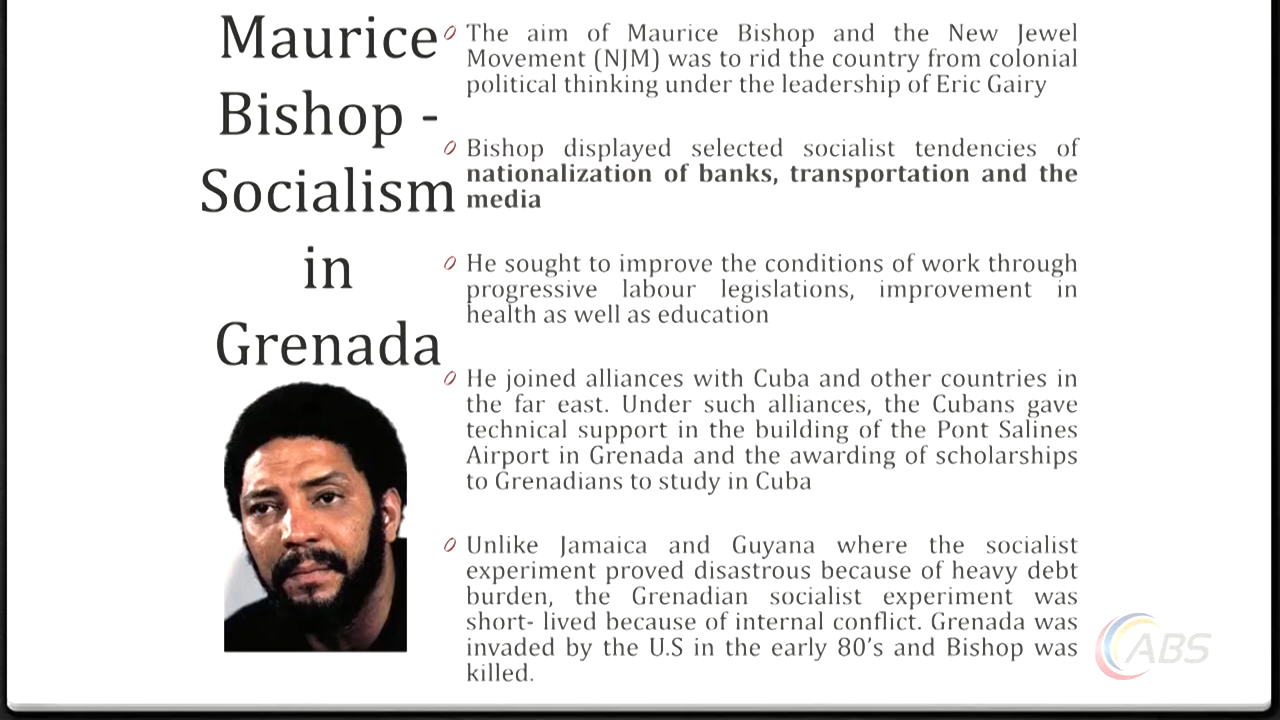 Maurice
Bishop -
Socialism
in
Grenada
The aim of Maurice Bishop and the New Jewel
Movement (NJM) was to rid the country from colonial
political thinking under the leadership of Eric Gairy
Bishop displayed selected socialist tendencies of
nationalization of banks, transportation and the
media
He sought to improve the conditions of work through
progressive labour legislations, improvement in
health as well as education
He joined alliances with Cuba and other countries in
the far east. Under such alliances, the Cubans gave
technical support in the building of the Pont Salines
Airport in Grenada and the awarding of scholarships
to Grenadians to study in Cuba
Unlike Jamaica and Guyana where the socialist
experiment proved disastrous because of heavy debt
burden, the Grenadian socialist experiment was
short- lived because of internal conflict. Grenada was
invaded by the U.S in the early 80's and Bishop was
killed.
ABS